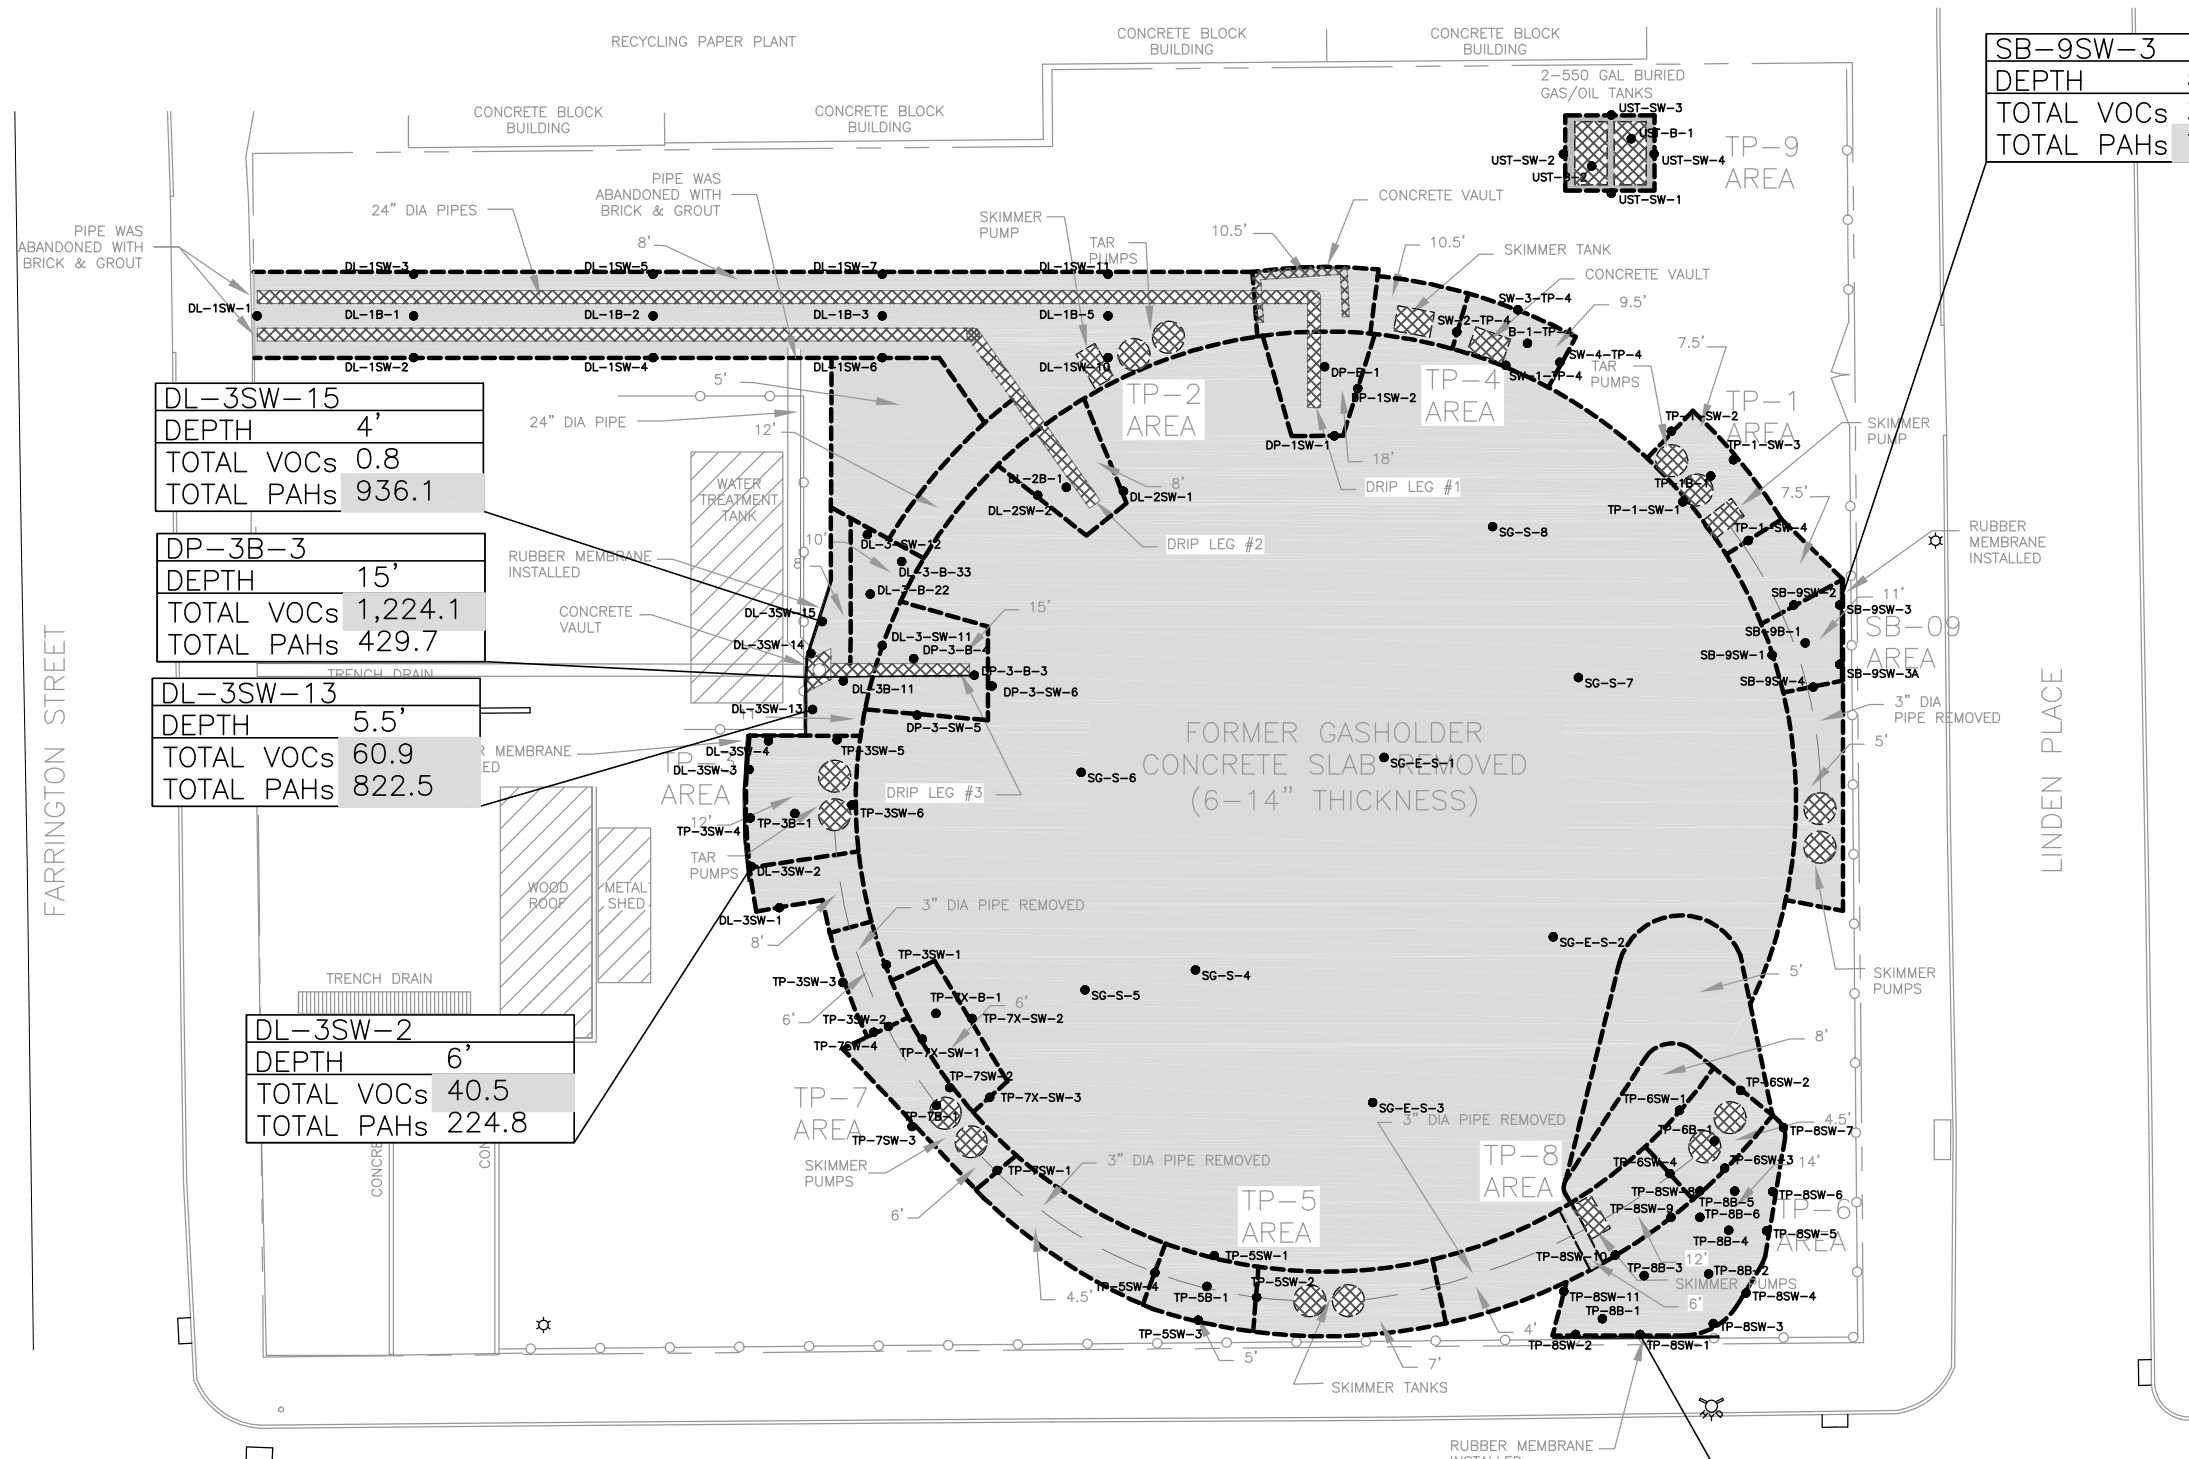 RECYCLING PAPER PLANT
CONCRETE BLOCK
BUILDING
CONCRETE BLOCK
BUILDING
CONCRETE BLOCK
BUILDING
CONCRETE BLOCK
BUILDING
2-550 GAL BURIED
GAS/OIL TANKS
UST-SW-3
UST-B-1
UST-SW-2
UST-SW-4
UST-B-2
UST-SW-1
TP-9
AREA
SB-9SW-3
DEPTH
TOTAL VOCs
TOTAL PAHs
PIPE WAS
ABANDONED WITH
BRICK & GROUT
24" DIA PIPES
PIPE WAS
ABANDONED WITH
BRICK & GROUT
8'
SKIMMER
PUMP
TAR
PUMPS
10.5'
CONCRETE VAULT
10.5'
SKIMMER TANK
CONCRETE VAULT
9.5'
DL-1SW-3
DL-1SW-5
DL-1SW-7
DL-1SW-11
DL-1SW-1
DL-1B-1
DL-1B-2
DL-1B-3
DL-1B-5
DL-1SW-2
DL-1SW-4
DL-1SW-6
DL-1SW-10
SW-3-TP-4
SW-2-TP-4
B-1-TP-4
SW-4-TP-4
SW-1-TP-4
7.5'
TAR
PUMPS
TP-2
AREA
DP-B-1
DP-1SW-2
DP-1SW-1
TP-4
AREA
TP-1
AREA
TP-1-SW-2
TP-1-SW-3
TP-1B-1
TP-1-SW-1
TP-1-SW-4
SKIMMER
PUMP
7.5'
RUBBER
MEMBRANE
INSTALLED
DL-3SW-15
DEPTH 4'
TOTAL VOCs 0.8
TOTAL PAHs 936.1
5'
24" DIA PIPE
12'
18'
DRIP LEG #1
8'
DL-2B-1
DL-2SW-1
DL-2SW-2
DRIP LEG #2
SG-S-8
WATER
TREATMENT
TANK
RUBBER MEMBRANE
INSTALLED
10'
8'
DL-3-SW-12
DL-3-B-33
DL-3-B-22
DP-3B-3
DEPTH 15'
TOTAL VOCs 1,224.1
TOTAL PAHs 429.7
CONCRETE
VAULT
DL-3SW-15
15'
DL-3SW-14
DL-3-SW-11
DP-3-B-4
DP-3-B-3
DL-3B-11
DP-3-SW-6
DL-3SW-13
DP-3-SW-5
11'
SB-9SW-2
11'
SB-9SW-3
SB-9B-1
SB-09
AREA
SB-9SW-1
SB-9SW-3A
SB-9SW-4
SG-S-7
3" DIA
PIPE REMOVED
5'
FARRINGTON STREET
LINDEN PLACE
TRENCH DRAIN
DL-3SW-13
DEPTH 5.5'
TOTAL VOCs 60.9
TOTAL PAHs 822.5
MEMBRANE
DL-3SW-4
TP-3SW-5
DL-3SW-3
AREA
12'
TP-3SW-4
TP-3B-1
TP-3SW-6
DRIP LEG #3
SG-S-6
FORMER GASHOLDER
CONCRETE SLAB REMOVED
(6-14" THICKNESS)
SG-E-S-1
TAR
PUMPS
DL-3SW-2
DL-3SW-1
8'
3" DIA PIPE REMOVED
WOOD
ROOF
METAL
SHED
TP-3SW-1
TP-3SW-3
6'
TP-3SW-2
TP-7X-B-1
6'
TP-7X-SW-2
TP-7SW-4
TP-7X-SW-1
SG-S-4
SG-S-5
SG-E-S-2
5'
SKIMMER
PUMPS
TRENCH DRAIN
DL-3SW-2
DEPTH 6'
TOTAL VOCs 40.5
TOTAL PAHs 224.8
TP-7
AREA
TP-7SW-2
TP-7X-SW-3
TP-7B-1
TP-7SW-3
SKIMMER
PUMPS
TP-7SW-1
6'
3" DIA PIPE REMOVED
SG-E-S-3
3" DIA PIPE REMOVED
8'
TP-6SW-2
TP-6SW-1
4.5'
TP-6B-1
TP-8SW-7
TP-8
AREA
TP-6SW-4
TP-6SW-3
14'
TP-8SW-8
TP-8B-5
TP-8SW-6
TP-8SW-9
TP-8B-6
TP-6
AREA
TP-8B-4
TP-8SW-5
TP-5
AREA
TP-5SW-1
TP-8SW-10
12'
TP-8B-3
TP-8B-2
SKIMMER PUMPS
TP-5SW-4
TP-5SW-2
TP-5B-1
4.5'
TP-8SW-11
6'
TP-8SW-4
TP-8B-1
TP-5SW-3
TP-8SW-3
4'
TP-8SW-2
TP-8SW-1
5'
7'
SKIMMER TANKS
RUBBER MEMBRANE